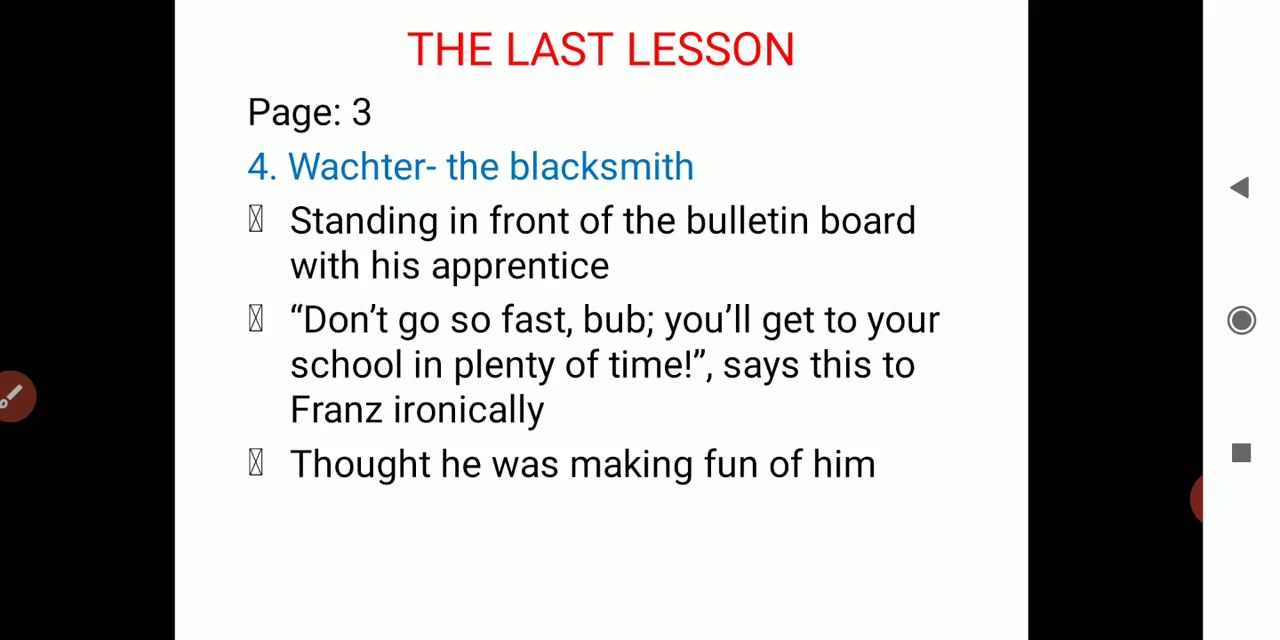 THE LAST LESSON
Page: 3
4. Wachter- the blacksmith
Standing in front of the bulletin board
with his apprentice
“Don’t go so fast, bub; you’ll get to your
school in plenty of time!”, says this to
Franz ironically
Thought he was making fun of him